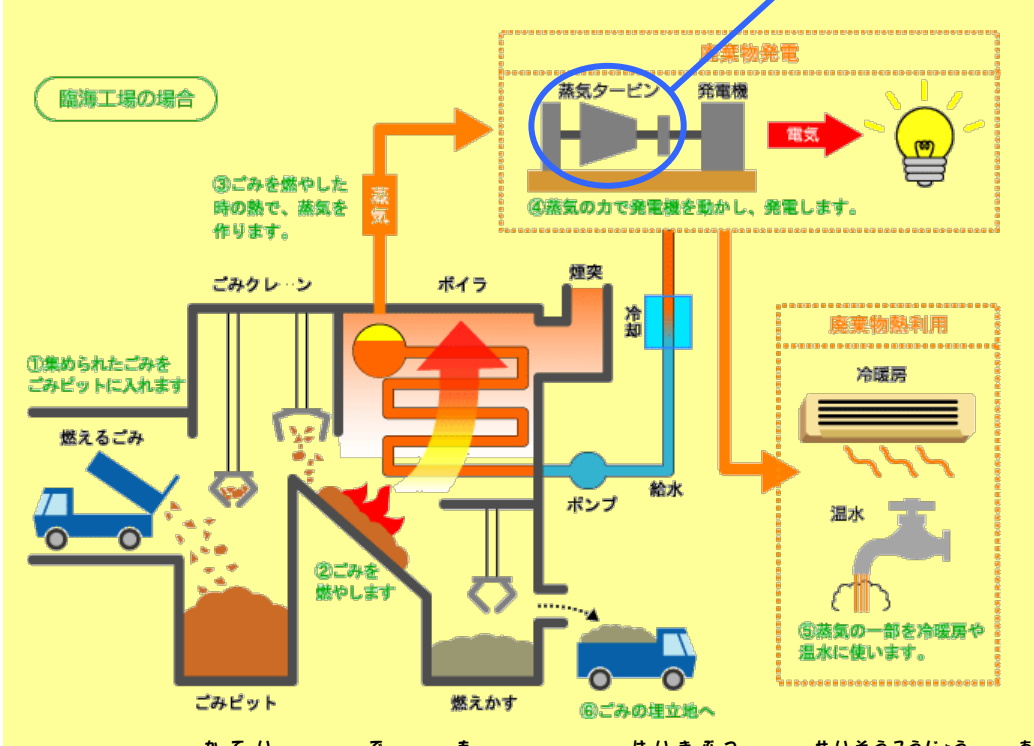 廃棄物発電
臨海工場の場合
蒸気タービン
発電機
電気
③ごみを燃やした
時の熱で、蒸気を
作ります。
蒸気
④蒸気の力で発電機を動かし、発電します。
ごみクレーン
ボイラ
煙突
冷却
廃棄物熱利用
①集められたごみを
ごみピットに入れます
冷暖房
燃えるごみ
ポンプ
給水
温水
②ごみを
燃やします
⑤蒸気の一部を冷暖房や
温水に使います。
ごみピット
燃えかす
⑥ごみの埋立地へ